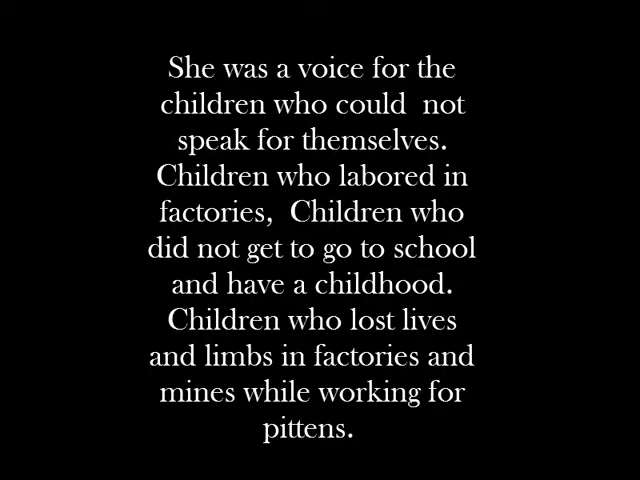 She was a voice for the
children who could  not
speak for themselves.
Children who labored in
factories,  Children who
did not get to go to school
and have a childhood.
Children who lost lives
and limbs in factories and
mines while working for
pittens.